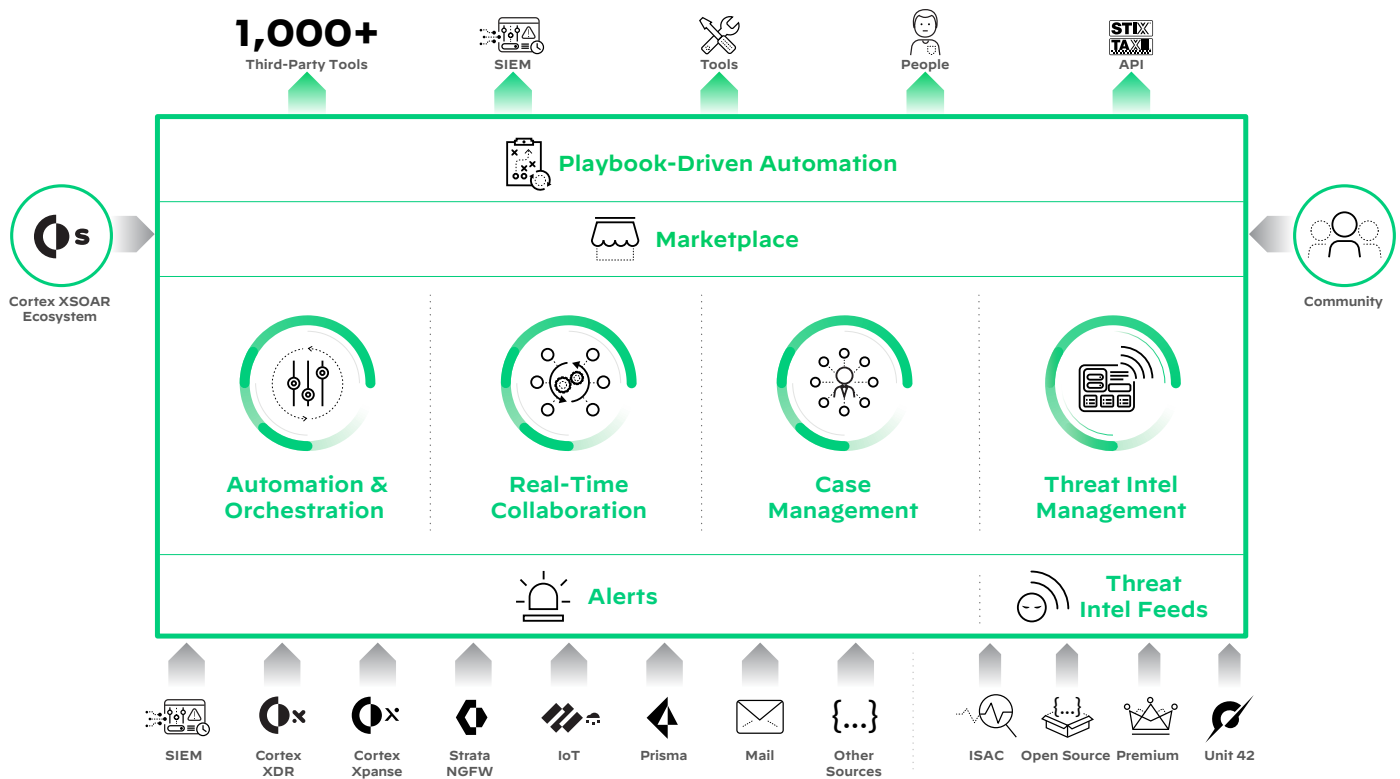 1,000+
Third-Party Tools
SIEM
Tools
People
STIX
TAXII
API
Playbook-Driven Automation
Marketplace
S
Cortex XSOAR
Ecosystem
Community
Automation &
Orchestration
Real-Time
Collaboration
Case
Management
Threat Intel
Management
Alerts
Threat
Intel Feeds
SIEM
Cortex
XDR
X
Cortex
Xpanse
X
Strata
NGFW
IoT
Prisma
Mail
{...}
Other
Sources
ISAC
{...}
Open Source
Premium
Unit 42